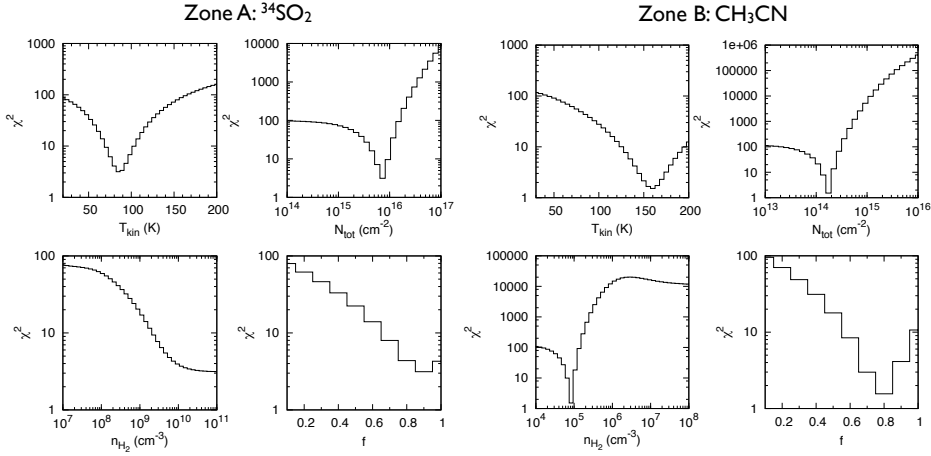 Zone A: ³⁴SO₂
Zone B: CH₃CN
1000
100
10
1
χ²
50 100 150 200
T_kin (K)
10000
1000
100
10
1
χ²
10¹⁴ 10¹⁵ 10¹⁶ 10¹⁷
N_tot (cm⁻²)
1000
100
10
1
χ²
50 100 150 200
T_kin (K)
1e+06
100000
10000
1000
100
10
1
χ²
10¹³ 10¹⁴ 10¹⁵ 10¹⁶
N_tot (cm⁻²)
100
10
1
χ²
10⁷ 10⁸ 10⁹ 10¹⁰ 10¹¹
n_H₂ (cm⁻³)
100
10
1
χ²
0.2 0.4 0.6 0.8 1
f
100000
10000
1000
100
10
1
χ²
10⁴ 10⁵ 10⁶ 10⁷ 10⁸
n_H₂ (cm⁻³)
100
10
1
χ²
0.2 0.4 0.6 0.8 1
f